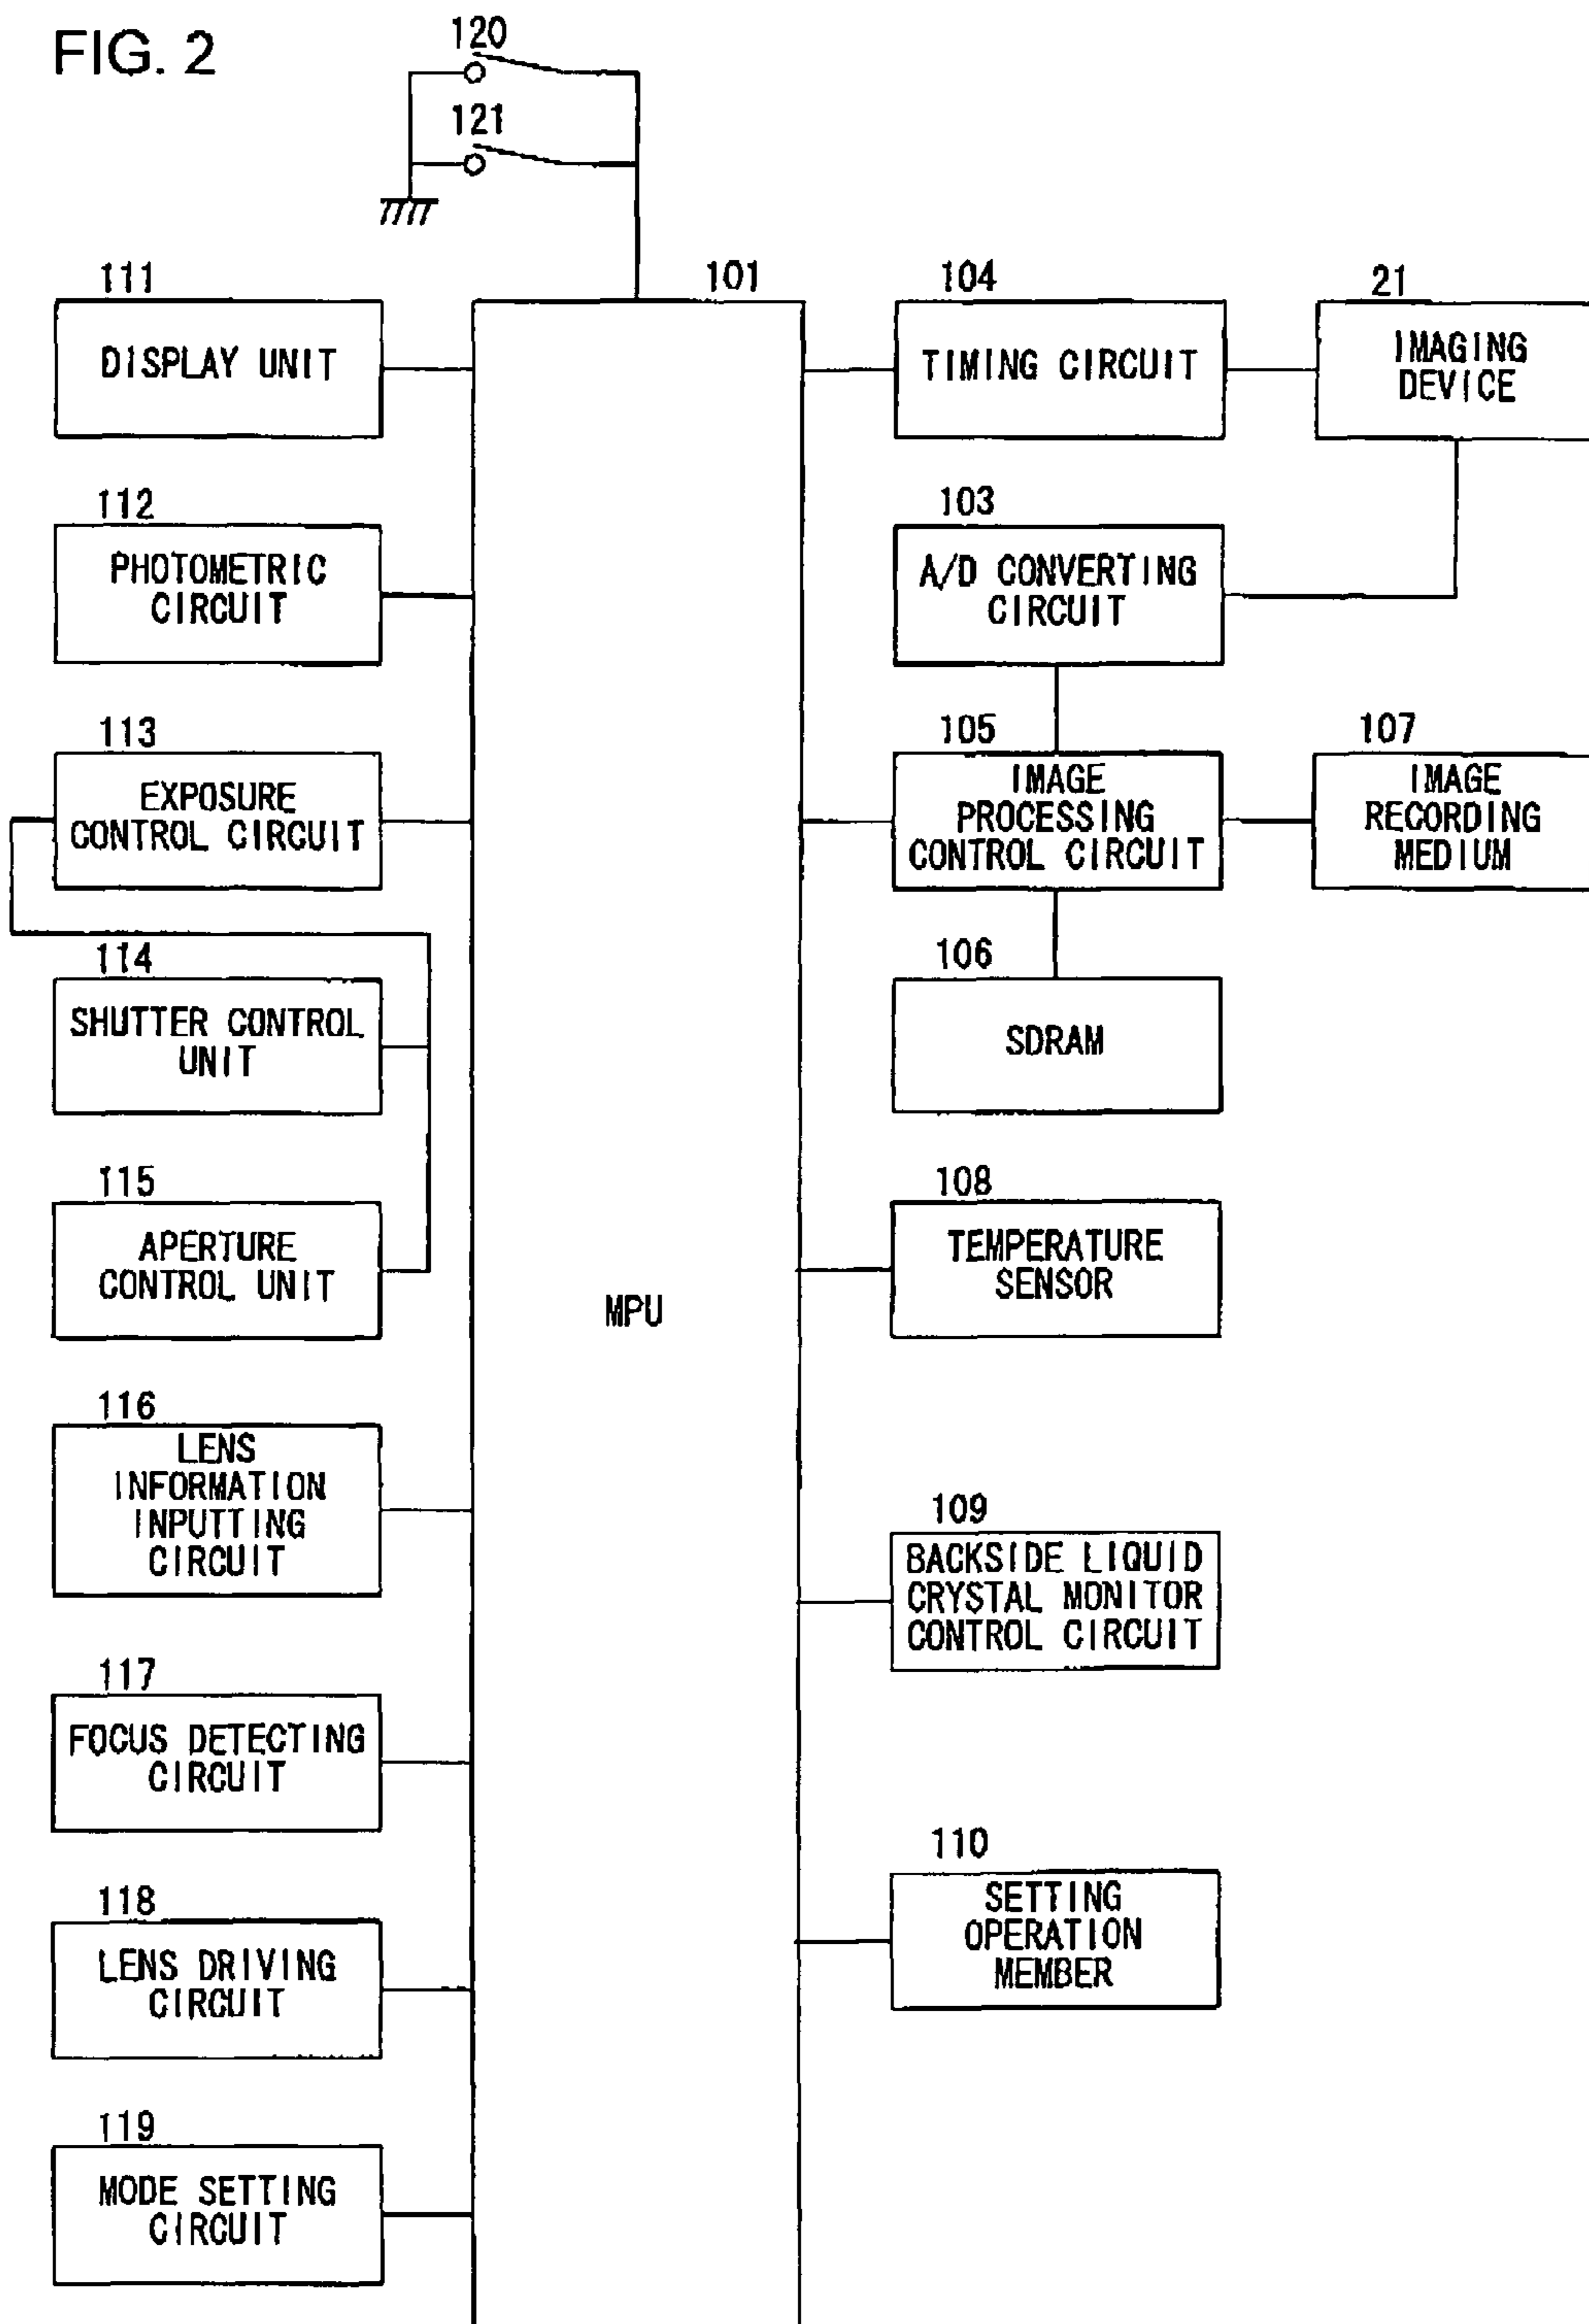 FIG. 2
120
121
101
111
DISPLAY UNIT
112
PHOTOMETRIC
CIRCUIT
113
EXPOSURE
CONTROL CIRCUIT
114
SHUTTER CONTROL
UNIT
115
APERTURE
CONTROL UNIT
116
LENS
INFORMATION
INPUTTING
CIRCUIT
117
FOCUS DETECTING
CIRCUIT
118
LENS DRIVING
CIRCUIT
119
MODE SETTING
CIRCUIT
MPU
104
TIMING CIRCUIT
21
IMAGING
DEVICE
103
A/D CONVERTING
CIRCUIT
105
IMAGE
PROCESSING
CONTROL CIRCUIT
107
IMAGE
RECORDING
MEDIUM
106
SDRAM
108
TEMPERATURE
SENSOR
109
BACKSIDE LIQUID
CRYSTAL MONITOR
CONTROL CIRCUIT
110
SETTING
OPERATION
MEMBER